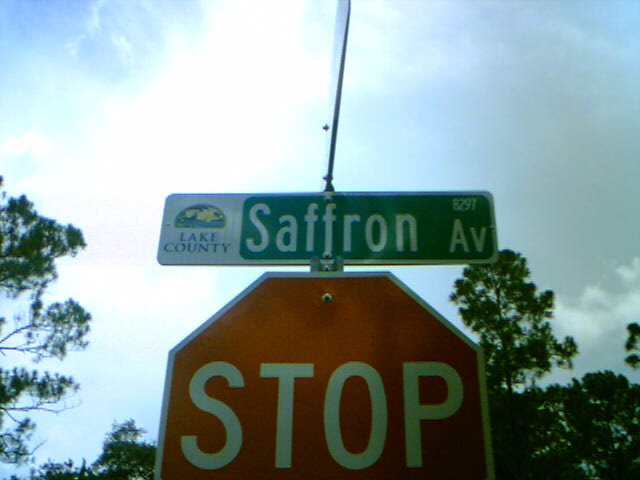 LAKE
COUNTY
Saffron Av
8297
STOP